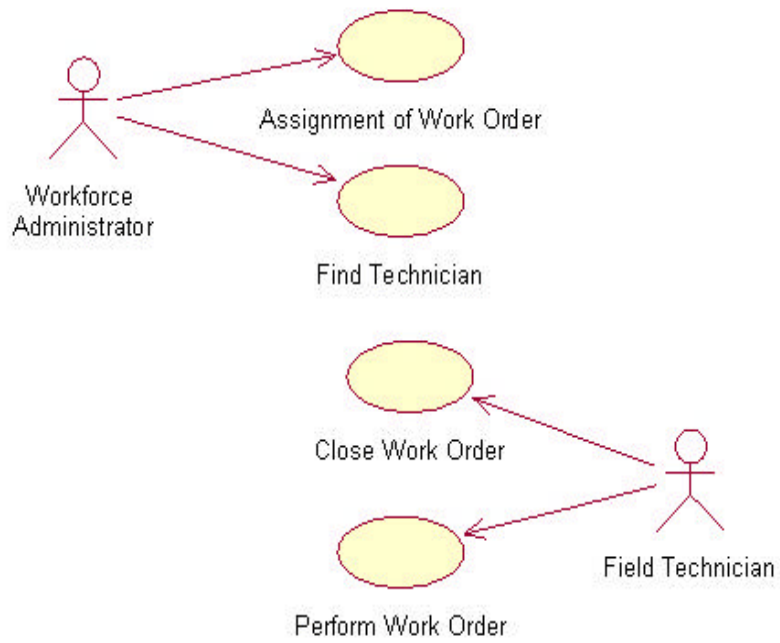 Assignment of Work Order
Workforce
Administrator
Find Technician
Close Work Order
Field Technician
Perform Work Order